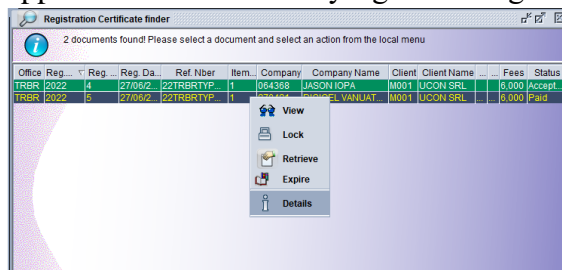 Registration Certificate finder
2 documents found! Please select a document and select an action from the local menu
Office Reg.... Reg. ... Reg. Da... Ref. Nber Item... Company Company Name Client Client Name ... ... Fees Status
TRBR 2022 4 27/06/2... 22TRBRTYP... 1 064368 JASON IOPA M001 UCON SRL 6,000 Accept...
TRBR 2022 5 27/06/2... 22TRBRTYP... 1 VANUAT... M001 UCON SRL ... ... 6,000 Paid
View
Lock
Retrieve
Expire
Details